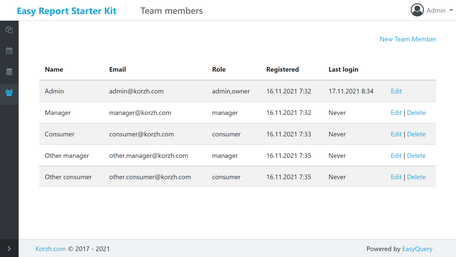 Easy Report Starter Kit Team members Admin
New Team Member
Name Email Role Registered Last login
Admin admin@korzh.com admin,owner 16.11.2021 7:32 17.11.2021 8:34 Edit
Manager manager@korzh.com manager 16.11.2021 7:32 Never Edit | Delete
Consumer consumer@korzh.com consumer 16.11.2021 7:33 Never Edit | Delete
Other manager other.manager@korzh.com manager 16.11.2021 7:35 Never Edit | Delete
Other consumer other.consumer@korzh.com consumer 16.11.2021 7:35 Never Edit | Delete
Korzh.com © 2017 - 2021 Powered by EasyQuery